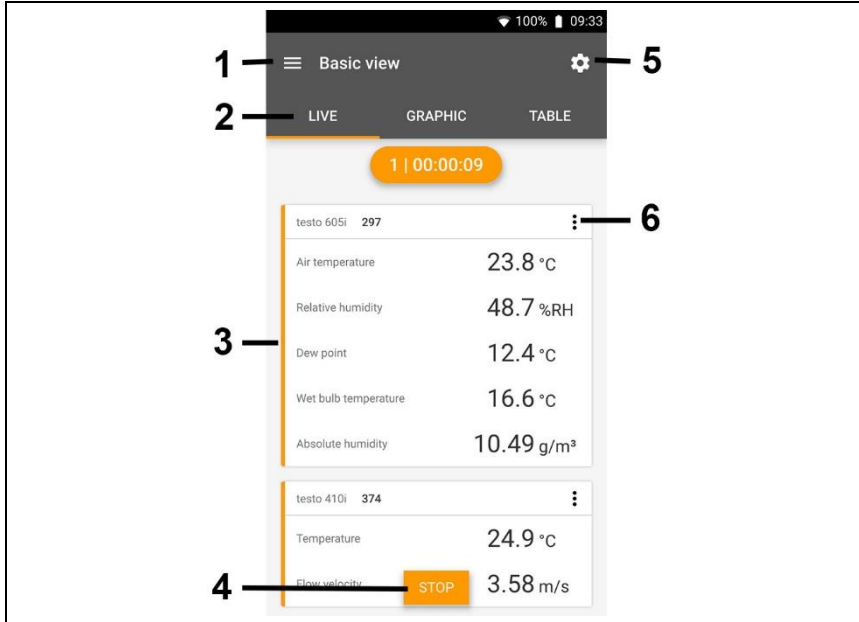 100% 09:33
1 Basic view 5
2 LIVE GRAPHIC TABLE
1 | 00:00:09
testo 605i 297 6
Air temperature 23.8 °C
Relative humidity 48.7 %RH
3 Dew point 12.4 °C
Wet bulb temperature 16.6 °C
Absolute humidity 10.49 g/m³
testo 410i 374
Temperature 24.9 °C
4 Flow velocity STOP 3.58 m/s